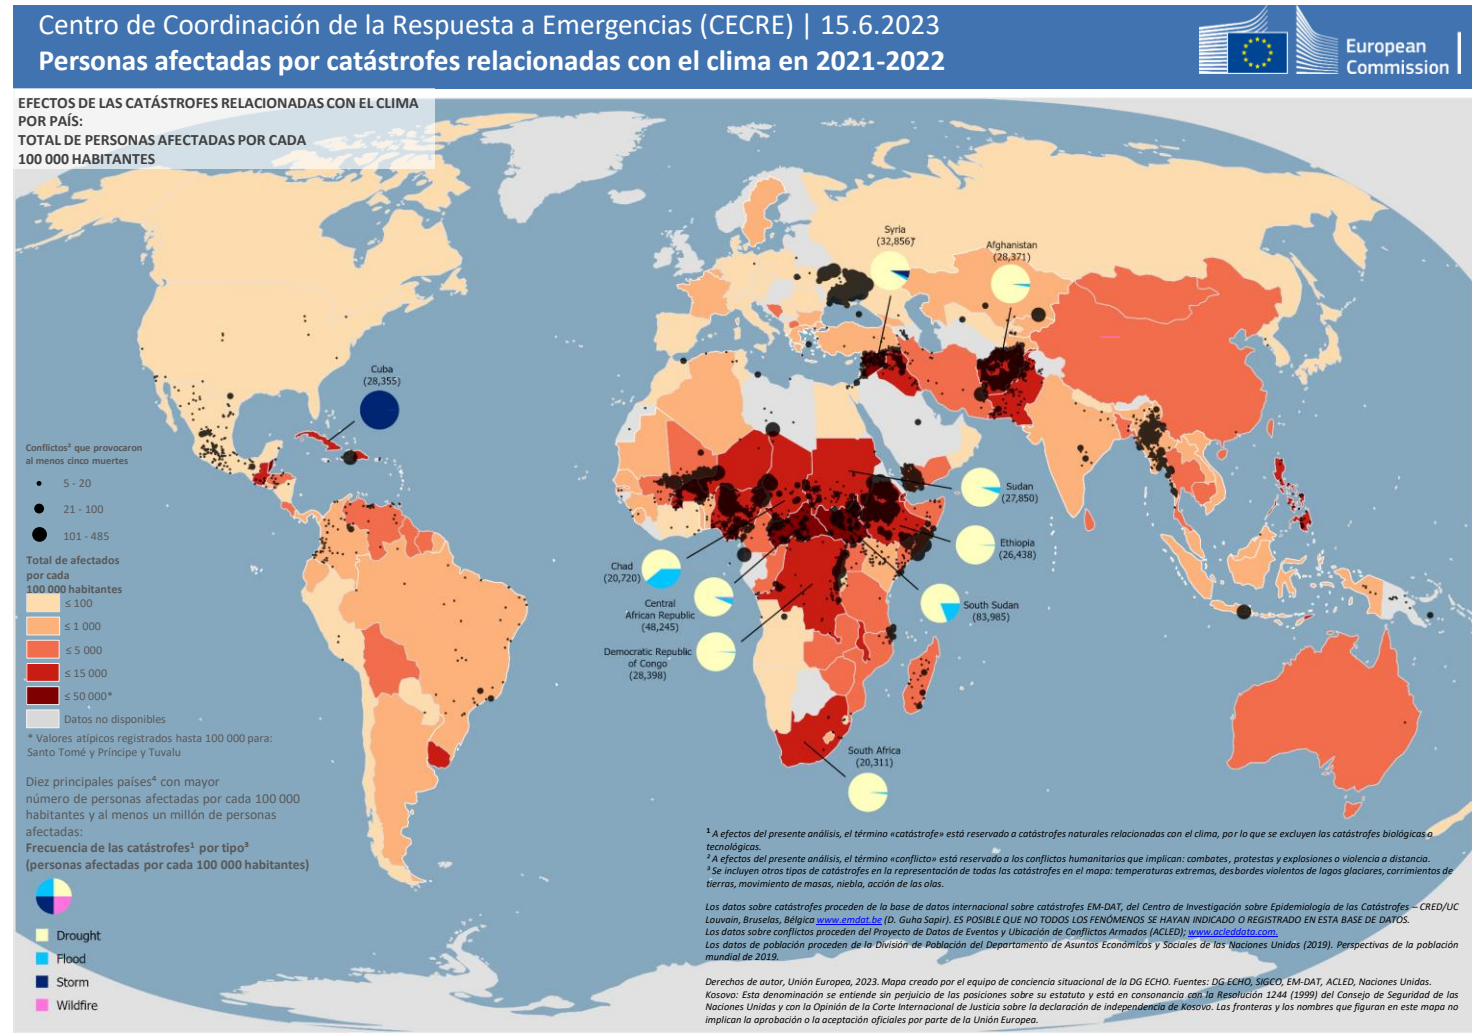 Centro de Coordinación de la Respuesta a Emergencias (CECRE) | 15.6.2023
Personas afectadas por catástrofes relacionadas con el clima en 2021-2022
European
Commission
EFECTOS DE LAS CATÁSTROFES RELACIONADAS CON EL CLIMA
POR PAÍS:
TOTAL DE PERSONAS AFECTADAS POR CADA
100 000 HABITANTES
Syria
(32,856)*
Afghanistan
(28,371)
Cuba
(28,355)
Sudan
(27,850)
Ethiopia
(26,438)
Chad
(20,720)
Central
African Republic
(48,245)
South Sudan
(83,985)
Democratic Republic
of Congo
(28,398)
South Africa
(20,311)
Conflictos² que provocaron
al menos cinco muertes
5 - 20
21 - 100
101 - 485
Total de afectados
por cada
100 000 habitantes
≤ 100
≤ 1 000
≤ 5 000
≤ 15 000
≤ 50 000*
Datos no disponibles
* Valores atípicos registrados hasta 100 000 para:
Santo Tomé y Príncipe y Tuvalu
Diez principales países⁴ con mayor
número de personas afectadas por cada 100 000
habitantes y al menos un millón de personas
afectadas:
Frecuencia de las catástrofes¹ por tipo³
(personas afectadas por cada 100 000 habitantes)
Drought
Flood
Storm
Wildfire
¹ A efectos del presente análisis, el término «catástrofe» está reservado a catástrofes naturales relacionadas con el clima, por lo que se excluyen las catástrofes biológicas o
tecnológicas.
² A efectos del presente análisis, el término «conflicto» está reservado a los conflictos humanitarios que implican: combates, protestas y explosiones o violencia a distancia.
³ Se incluyen otros tipos de catástrofes en la representación de todas las catástrofes en el mapa: temperaturas extremas, desbordes violentos de lagos glaciares, corrimientos de
tierras, movimiento de masas, niebla, acción de las olas.
Los datos sobre catástrofes proceden de la base de datos internacional sobre catástrofes EM-DAT, del Centro de Investigación sobre Epidemiología de las Catástrofes – CRED/UC
Louvain, Bruselas, Bélgica www.emdat.be (D. Guha Sapir). ES POSIBLE QUE NO TODOS LOS FENÓMENOS SE HAYAN INDICADO O REGISTRADO EN ESTA BASE DE DATOS.
Los datos sobre conflictos proceden del Proyecto de Datos de Eventos y Ubicación de Conflictos Armados (ACLED); www.acleddata.com.
Los datos de población proceden de la División de Población del Departamento de Asuntos Económicos y Sociales de las Naciones Unidas (2019). Perspectivas de la población
mundial de 2019.
Derechos de autor, Unión Europea, 2023. Mapa creado por el equipo de conciencia situacional de la DG ECHO. Fuentes: DG ECHO, SIGCO, EM-DAT, ACLED, Naciones Unidas.
Kosovo: Esta denominación se entiende sin perjuicio de las posiciones sobre su estatuto y está en consonancia con la Resolución 1244 (1999) del Consejo de Seguridad de las
Naciones Unidas y con la Opinión de la Corte Internacional de Justicia sobre la declaración de independencia de Kosovo. Las fronteras y los nombres que figuran en este mapa no
implican la aprobación o la aceptación oficiales por parte de la Unión Europea.